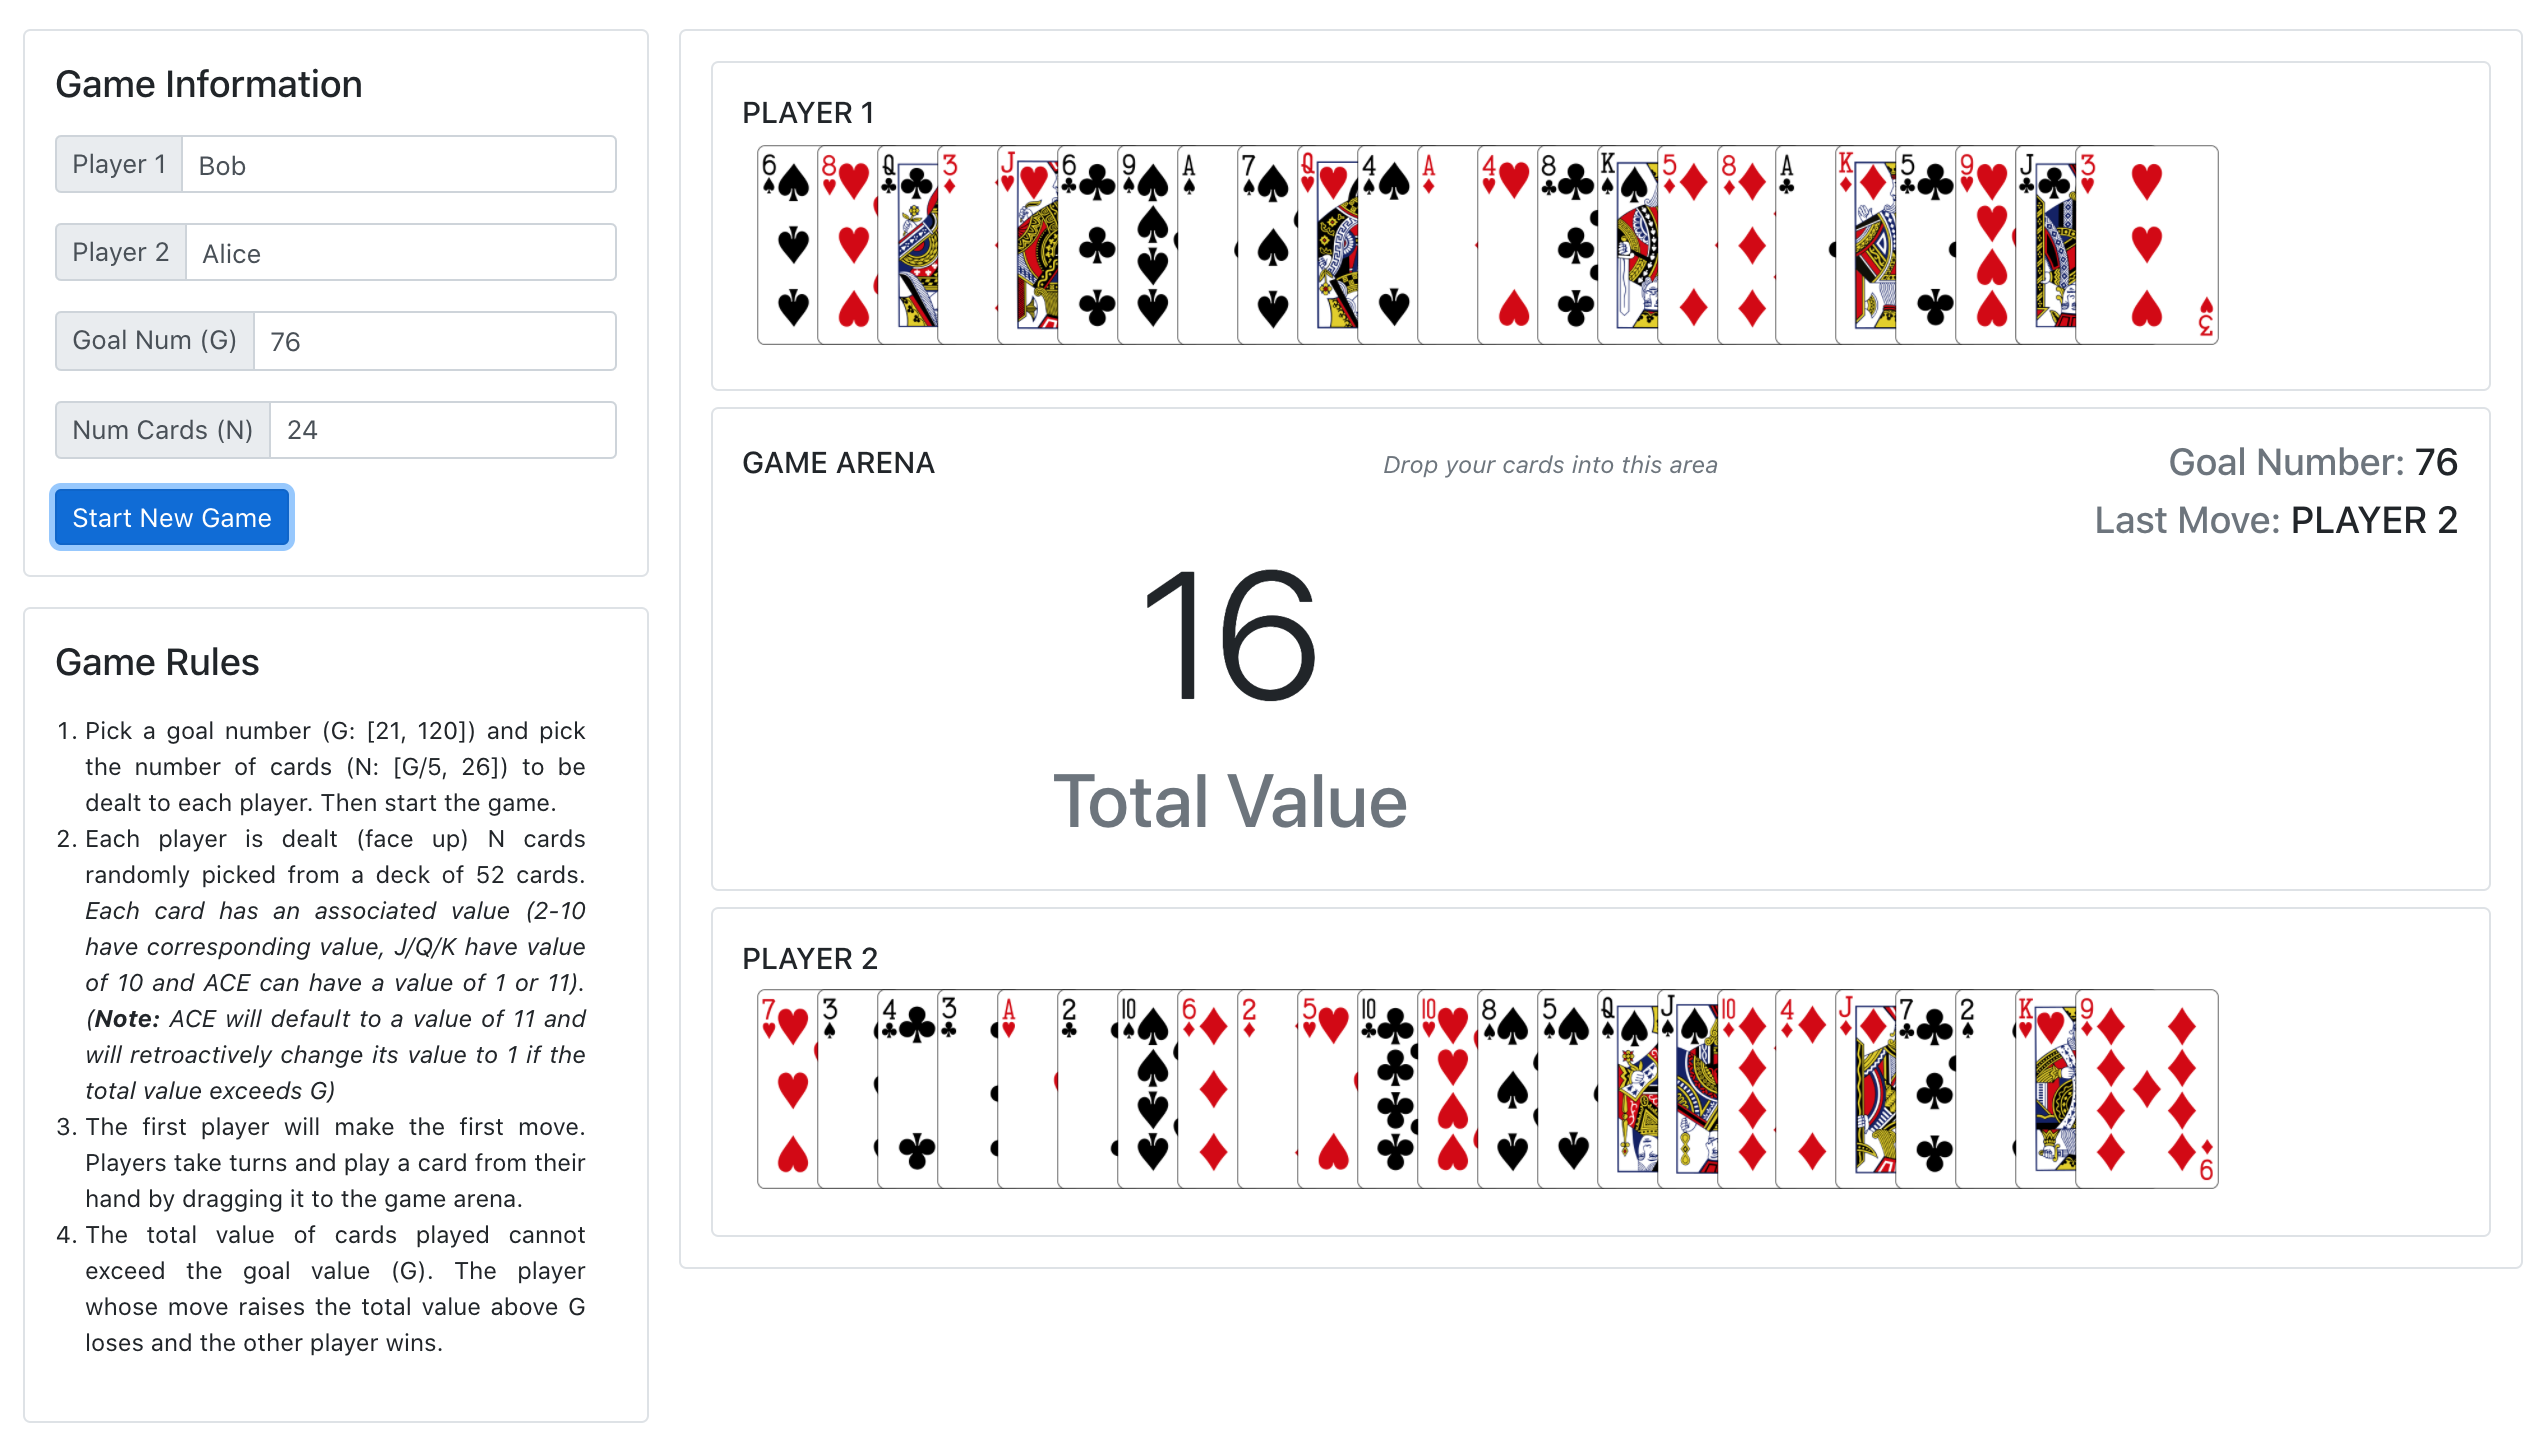 Game Information
Player 1 Bob
Player 2 Alice
Goal Num (G) 76
Num Cards (N) 24
Start New Game
Game Rules
1. Pick a goal number (G: [21, 120]) and pick
the number of cards (N: [G/5, 26]) to be
dealt to each player. Then start the game.
2. Each player is dealt (face up) N cards
randomly picked from a deck of 52 cards.
Each card has an associated value (2-10
have corresponding value, J/Q/K have value
of 10 and ACE can have a value of 1 or 11).
(Note: ACE will default to a value of 11 and
will retroactively change its value to 1 if the
total value exceeds G)
3. The first player will make the first move.
Players take turns and play a card from their
hand by dragging it to the game arena.
4. The total value of cards played cannot
exceed the goal value (G). The player
whose move raises the total value above G
loses and the other player wins.
PLAYER 1
6 8 Q 3 J 6 9 A 7 Q 4 A 4 8 K 5 8 A K 5 9 J 3
3
GAME ARENA
Drop your cards into this area
Goal Number: 76
Last Move: PLAYER 2
16
Total Value
PLAYER 2
7 3 4 3 A 2 10 6 2 5 10 10 8 5 Q J 10 4 J 7 2 K 9
9